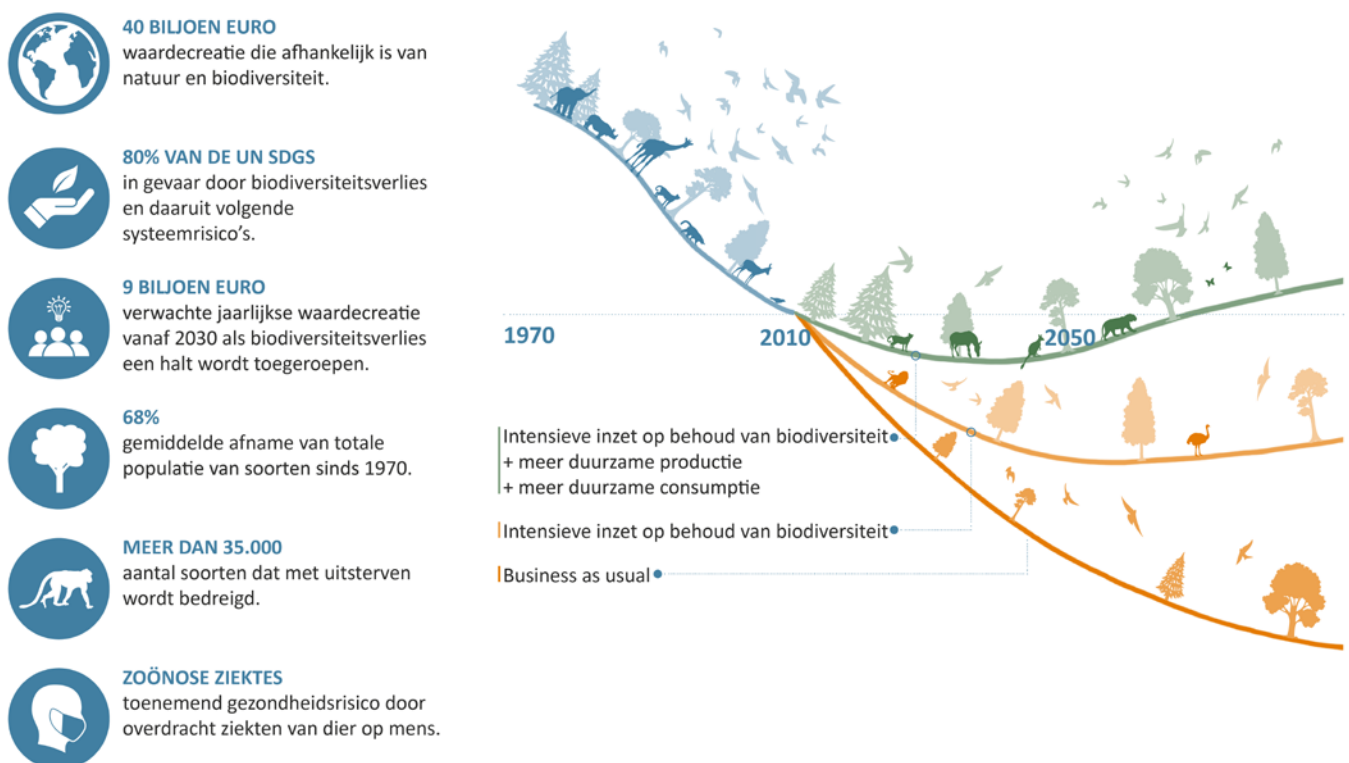 40 BILJOEN EURO
waardecreatie die afhankelijk is van
natuur en biodiversiteit.
80% VAN DE UN SDGS
in gevaar door biodiversiteitsverlies
en daaruit volgende
systeemrisico's.
9 BILJOEN EURO
verwachte jaarlijkse waardecreatie
vanaf 2030 als biodiversiteitsverlies
een halt wordt toegeroepen.
68%
gemiddelde afname van totale
populatie van soorten sinds 1970.
MEER DAN 35.000
aantal soorten dat met uitsterven
wordt bedreigd.
ZOÖNOSE ZIEKTES
toenemend gezondheidsrisico door
overdracht ziekten van dier op mens.
1970
2010
2050
Intensieve inzet op behoud van biodiversiteit
+ meer duurzame productie
+ meer duurzame consumptie
Intensieve inzet op behoud van biodiversiteit
Business as usual